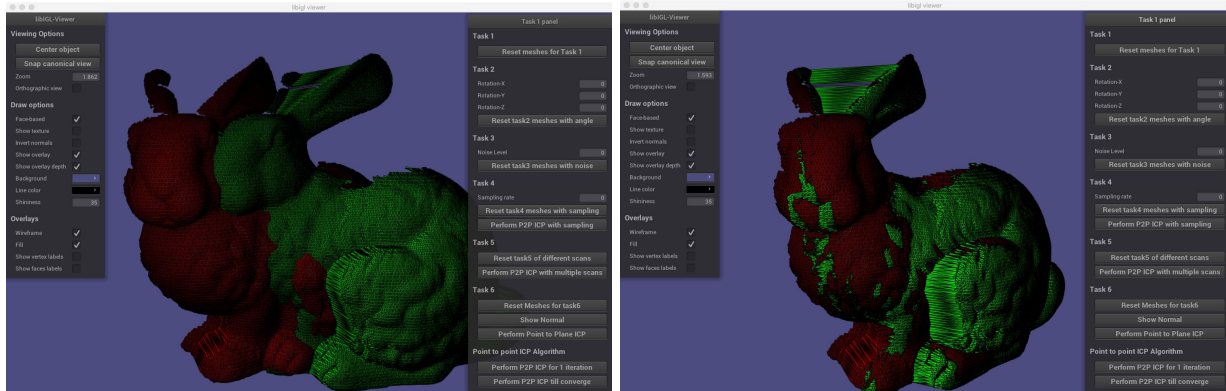 libigl viewer
libIGL-Viewer
Viewing Options
Center object
Snap canonical view
Zoom 1.862
Orthographic view
Draw options
Face-based
Show texture
Invert normals
Show overlay
Show overlay depth
Background
Line color
Shininess 35
Overlays
Wireframe
Fill
Show vertex labels
Show faces labels
Task 1 panel
Task 1
Reset meshes for Task 1
Task 2
Rotation-X 0
Rotation-Y 0
Rotation-Z 0
Reset task2 meshes with angle
Task 3
Noise Level 0
Reset task3 meshes with noise
Task 4
Sampling rate 0
Reset task4 meshes with sampling
Perform P2P ICP with sampling
Task 5
Reset task5 of different scans
Perform P2P ICP with multiple scans
Task 6
Reset Meshes for task6
Show Normal
Perform Point to Plane ICP
Point to point ICP Algorithm
Perform P2P ICP for 1 iteration
Perform P2P ICP till converge
libigl viewer
libIGL-Viewer
Viewing Options
Center object
Snap canonical view
Zoom 1.593
Orthographic view
Draw options
Face-based
Show texture
Invert normals
Show overlay
Show overlay depth
Background
Line color
Shininess 35
Overlays
Wireframe
Fill
Show vertex labels
Show faces labels
Task 1 panel
Task 1
Reset meshes for Task 1
Task 2
Rotation-X 0
Rotation-Y 0
Rotation-Z 0
Reset task2 meshes with angle
Task 3
Noise Level 0
Reset task3 meshes with noise
Task 4
Sampling rate 0
Reset task4 meshes with sampling
Perform P2P ICP with sampling
Task 5
Reset task5 of different scans
Perform P2P ICP with multiple scans
Task 6
Reset Meshes for task6
Show Normal
Perform Point to Plane ICP
Point to point ICP Algorithm
Perform P2P ICP for 1 iteration
Perform P2P ICP till converge